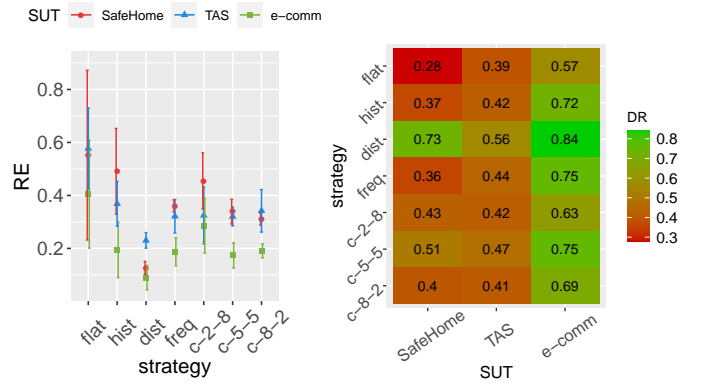 SUT SafeHome TAS e-comm
RE
0.8
0.6
0.4
0.2
flat hist dist freq c-2-8 c-5-5 c-8-2
strategy
strategy
flat 0.28 0.39 0.57
hist 0.37 0.42 0.72
dist 0.73 0.56 0.84
freq 0.36 0.44 0.75
c-2-8 0.43 0.42 0.63
c-5-5 0.51 0.47 0.75
c-8-2 0.4 0.41 0.69
SafeHome TAS e-comm
SUT
DR
0.8
0.7
0.6
0.5
0.4
0.3